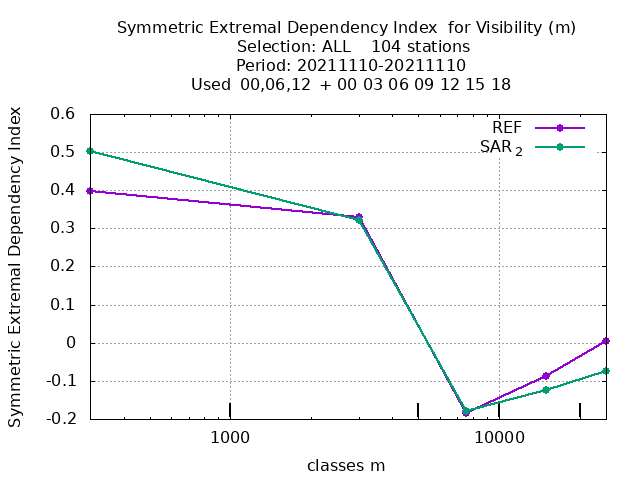 Symmetric Extremal Dependency Index  for Visibility (m)
Selection: ALL    104 stations
Period: 20211110-20211110
Used  00,06,12  + 00 03 06 09 12 15 18
Symmetric Extremal Dependency Index
0.6
0.5
0.4
0.3
0.2
0.1
0
-0.1
-0.2
REF
SAR 2
1000
10000
classes m